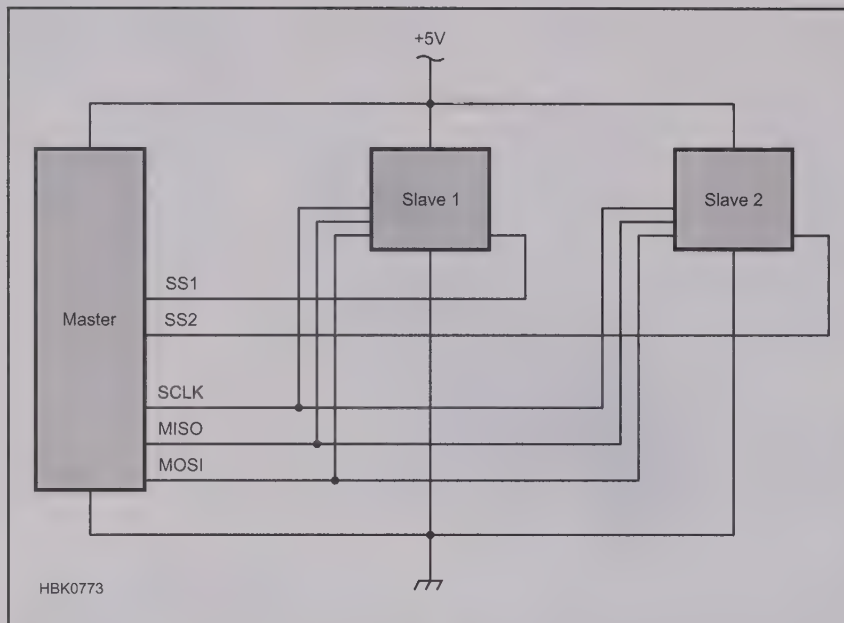 +5V
Slave 1
Slave 2
Master
SS1
SS2
SCLK
MISO
MOSI
HBK0773